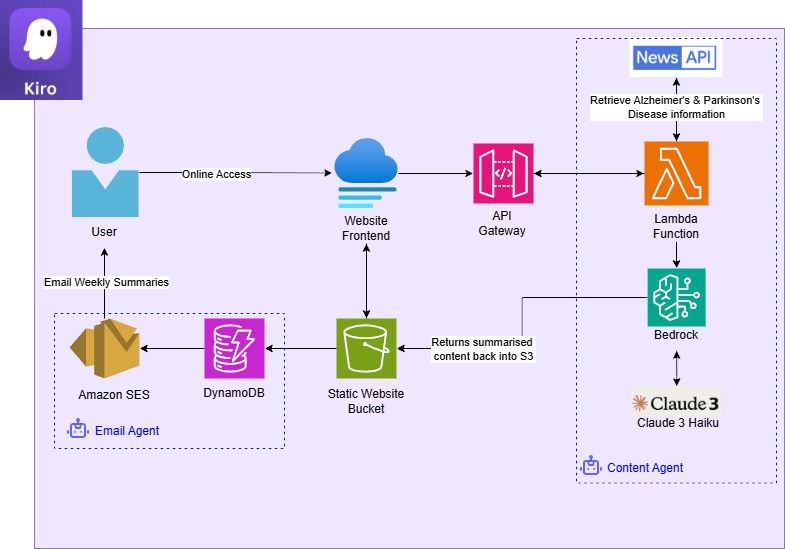 Kiro
News API
Retrieve Alzheimer's & Parkinson's
Disease information
Online Access
User
Website
Frontend
API
Gateway
Lambda
Function
Email Weekly Summaries
Bedrock
Returns summarised
content back into S3
Amazon SES
DynamoDB
Static Website
Bucket
Claude 3
Claude 3 Haiku
Email Agent
Content Agent